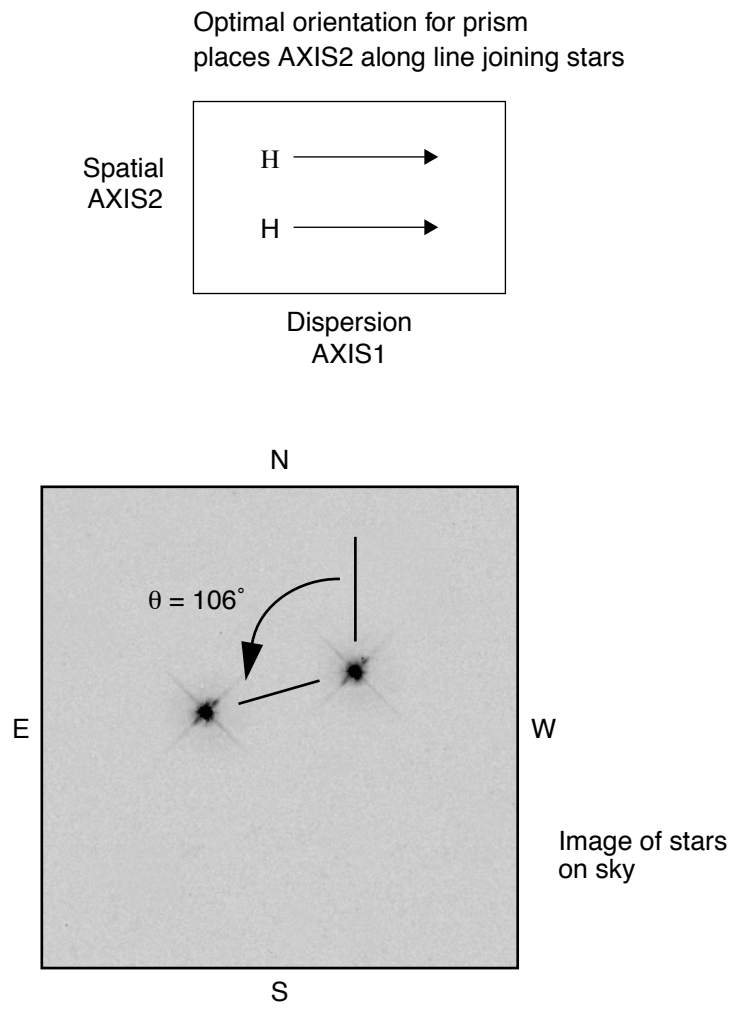 Optimal orientation for prism
places AXIS2 along line joining stars
Spatial
AXIS2
H
H
Dispersion
AXIS1
N
θ = 106°
E
W
Image of stars
on sky
S